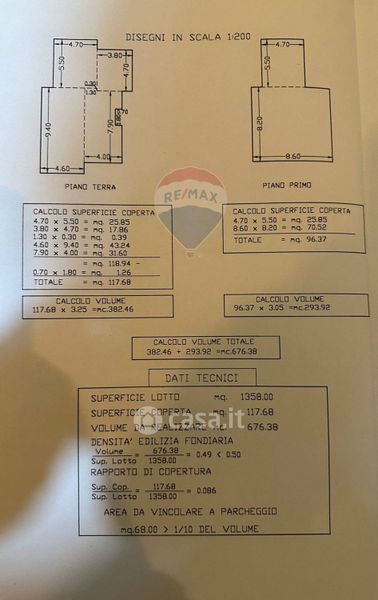 DISEGNI IN SCALA 1:200
4.70
3.80
5.50
4.70
0.30
1.30
0.70
1.80
9.40
7.90
4.00
4.60
PIANO TERRA
4.70
5.50
8.20
8.60
PIANO PRIMO
RE/MAX
CALCOLO SUPERFICIE COPERTA
4.70 x 5.50 = mq. 25.85
3.80 x 4.70 = mq. 17.86
1.30 x 0.30 = mq. 0.39
4.60 x 9.40 = mq. 43.24
7.90 x 4.00 = mq. 31.60
= mq. 118.94 -
0.70 x 1.80 = mq. 1.26
TOTALE = mq. 117.68
CALCOLO SUPERFICIE COPERTA
4.70 x 5.50 = mq. 25.85
8.60 x 8.20 = mq. 70.52
TOTALE = mq. 96.37
CALCOLO VOLUME
117.68 x 3.25 =mc.382.46
CALCOLO VOLUME
96.37 x 3.05 =mc.293.92
CALCOLO VOLUME TOTALE
382.46 + 293.92 =mc.676.38
DATI TECNICI
SUPERFICIE LOTTO mq. 1358.00
SUPERFICIE COPERTA mq. 117.68
casa.it
VOLUME DA REALIZZARE mc. 676.38
DENSITA' EDILIZIA FONDIARIA
Volume = 676.38 = 0.49 < 0.50
Sup. Lotto 1358.00
RAPPORTO DI COPERTURA
Sup. Cop. = 117.68 = 0.086
Sup. Lotto 1358.00
AREA DA VINCOLARE A PARCHEGGIO
mq.68.00 > 1/10 DEL VOLUME